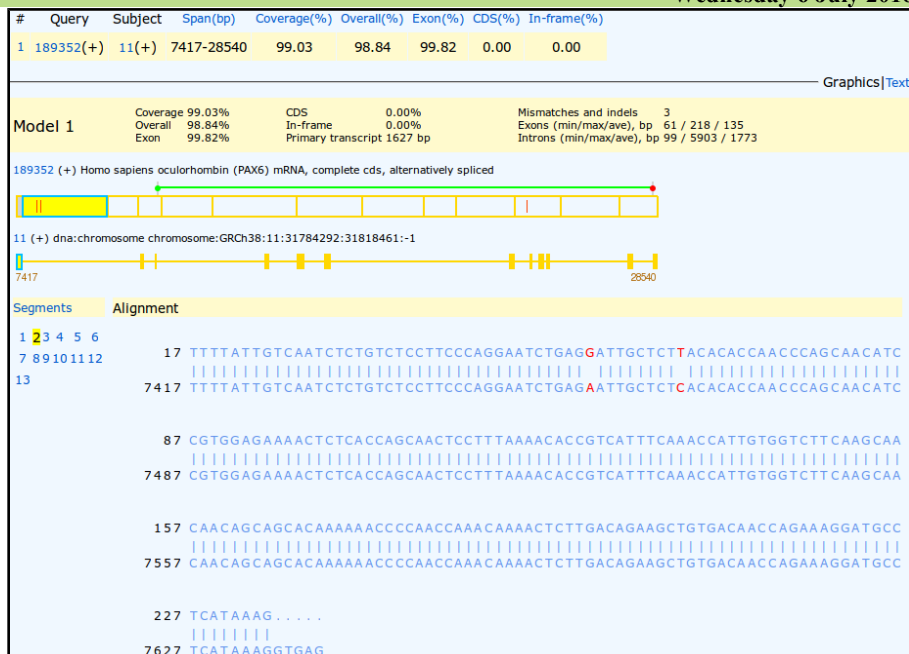 Wednesday 6 July 2016
# Query Subject Span(bp) Coverage(%) Overall(%) Exon(%) CDS(%) In-frame(%)
1 189352(+) 11(+) 7417-28540 99.03 98.84 99.82 0.00 0.00
Graphics|Text
Model 1
Coverage 99.03% CDS 0.00% Mismatches and indels 3
Overall 98.84% In-frame 0.00% Exons (min/max/ave), bp 61 / 218 / 135
Exon 99.82% Primary transcript 1627 bp Introns (min/max/ave), bp 99 / 5903 / 1773
189352 (+) Homo sapiens oculorhombin (PAX6) mRNA, complete cds, alternatively spliced
11 (+) dna:chromosome chromosome:GRCh38:11:31784292:31818461:-1
7417 28540
Segments Alignment
1 2 3 4 5 6
7 8 9 10 11 12
13
17 TTTTATTGTCAATCTCTGTCTCCTTCCCAGGAATCTGAGGATTGCTCTTACACACCAACCCAGCAACATC
7417 TTTTATTGTCAATCTCTGTCTCCTTCCCAGGAATCTGAGAATTGCTCTCACACACCAACCCAGCAACATC
87 CGTGGAGAAAACTCTCACCAGCAACTCCTTTAAAACACCGTCATTTCAAACCATTGTGGTCTTCAAGCAA
7487 CGTGGAGAAAACTCTCACCAGCAACTCCTTTAAAACACCGTCATTTCAAACCATTGTGGTCTTCAAGCAA
157 CAACAGCAGCACAAAAAACCCCAACCAAACAAAACTCTTGACAGAAGCTGTGACAACCAGAAAGGATGCC
7557 CAACAGCAGCACAAAAAACCCCAACCAAACAAAACTCTTGACAGAAGCTGTGACAACCAGAAAGGATGCC
227 TCATAAAG.....
7627 TCATAAAGGTGAG